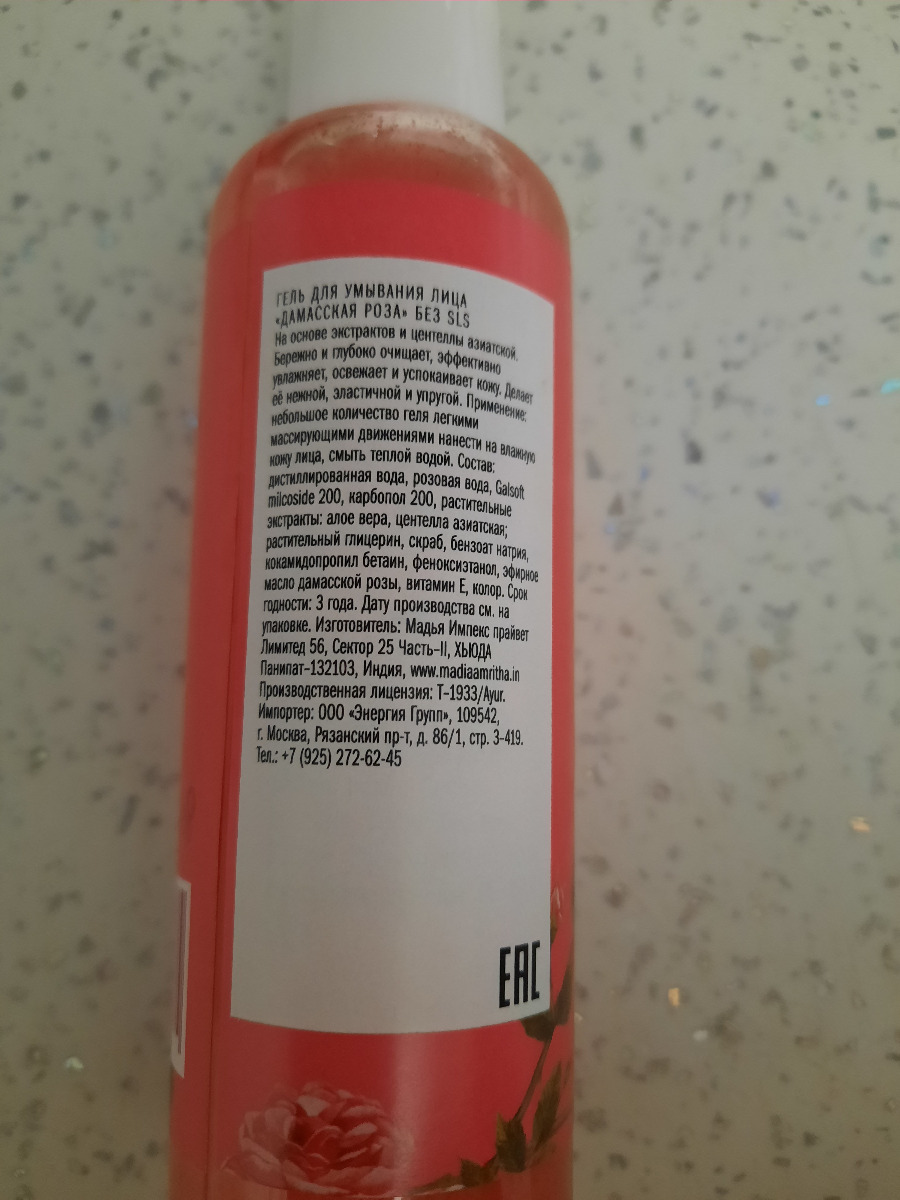 ГЕЛЬ ДЛЯ УМЫВАНИЯ ЛИЦА
«ДАМАССКАЯ РОЗА» БЕЗ SLS
На основе экстрактов и центеллы азиатской.
Бережно и глубоко очищает, эффективно
увлажняет, освежает и успокаивает кожу. Делает
её нежной, эластичной и упругой. Применение:
небольшое количество геля легкими
массирующими движениями нанести на влажную
кожу лица, смыть теплой водой. Состав:
дистиллированная вода, розовая вода, Galsoft
milcoside 200, карбопол 200, растительные
экстракты: алое вера, центелла азиатская;
растительный глицерин, скраб, бензоат натрия,
кокамидопропил бетаин, феноксиэтанол, эфирное
масло дамасской розы, витамин Е, колор. Срок
годности: 3 года. Дату производства см. на
упаковке. Изготовитель: Мадья Импекс прайвет
Лимитед 56, Сектор 25 Часть-II, ХЬЮДА
Панипат-132103, Индия, www.madiaamritha.in
Производственная лицензия: T-1933/Ayur.
Импортер: ООО «Энергия Групп», 109542,
г. Москва, Рязанский пр-т, д. 86/1, стр. 3-419.
Тел.: +7 (925) 272-62-45
EAC